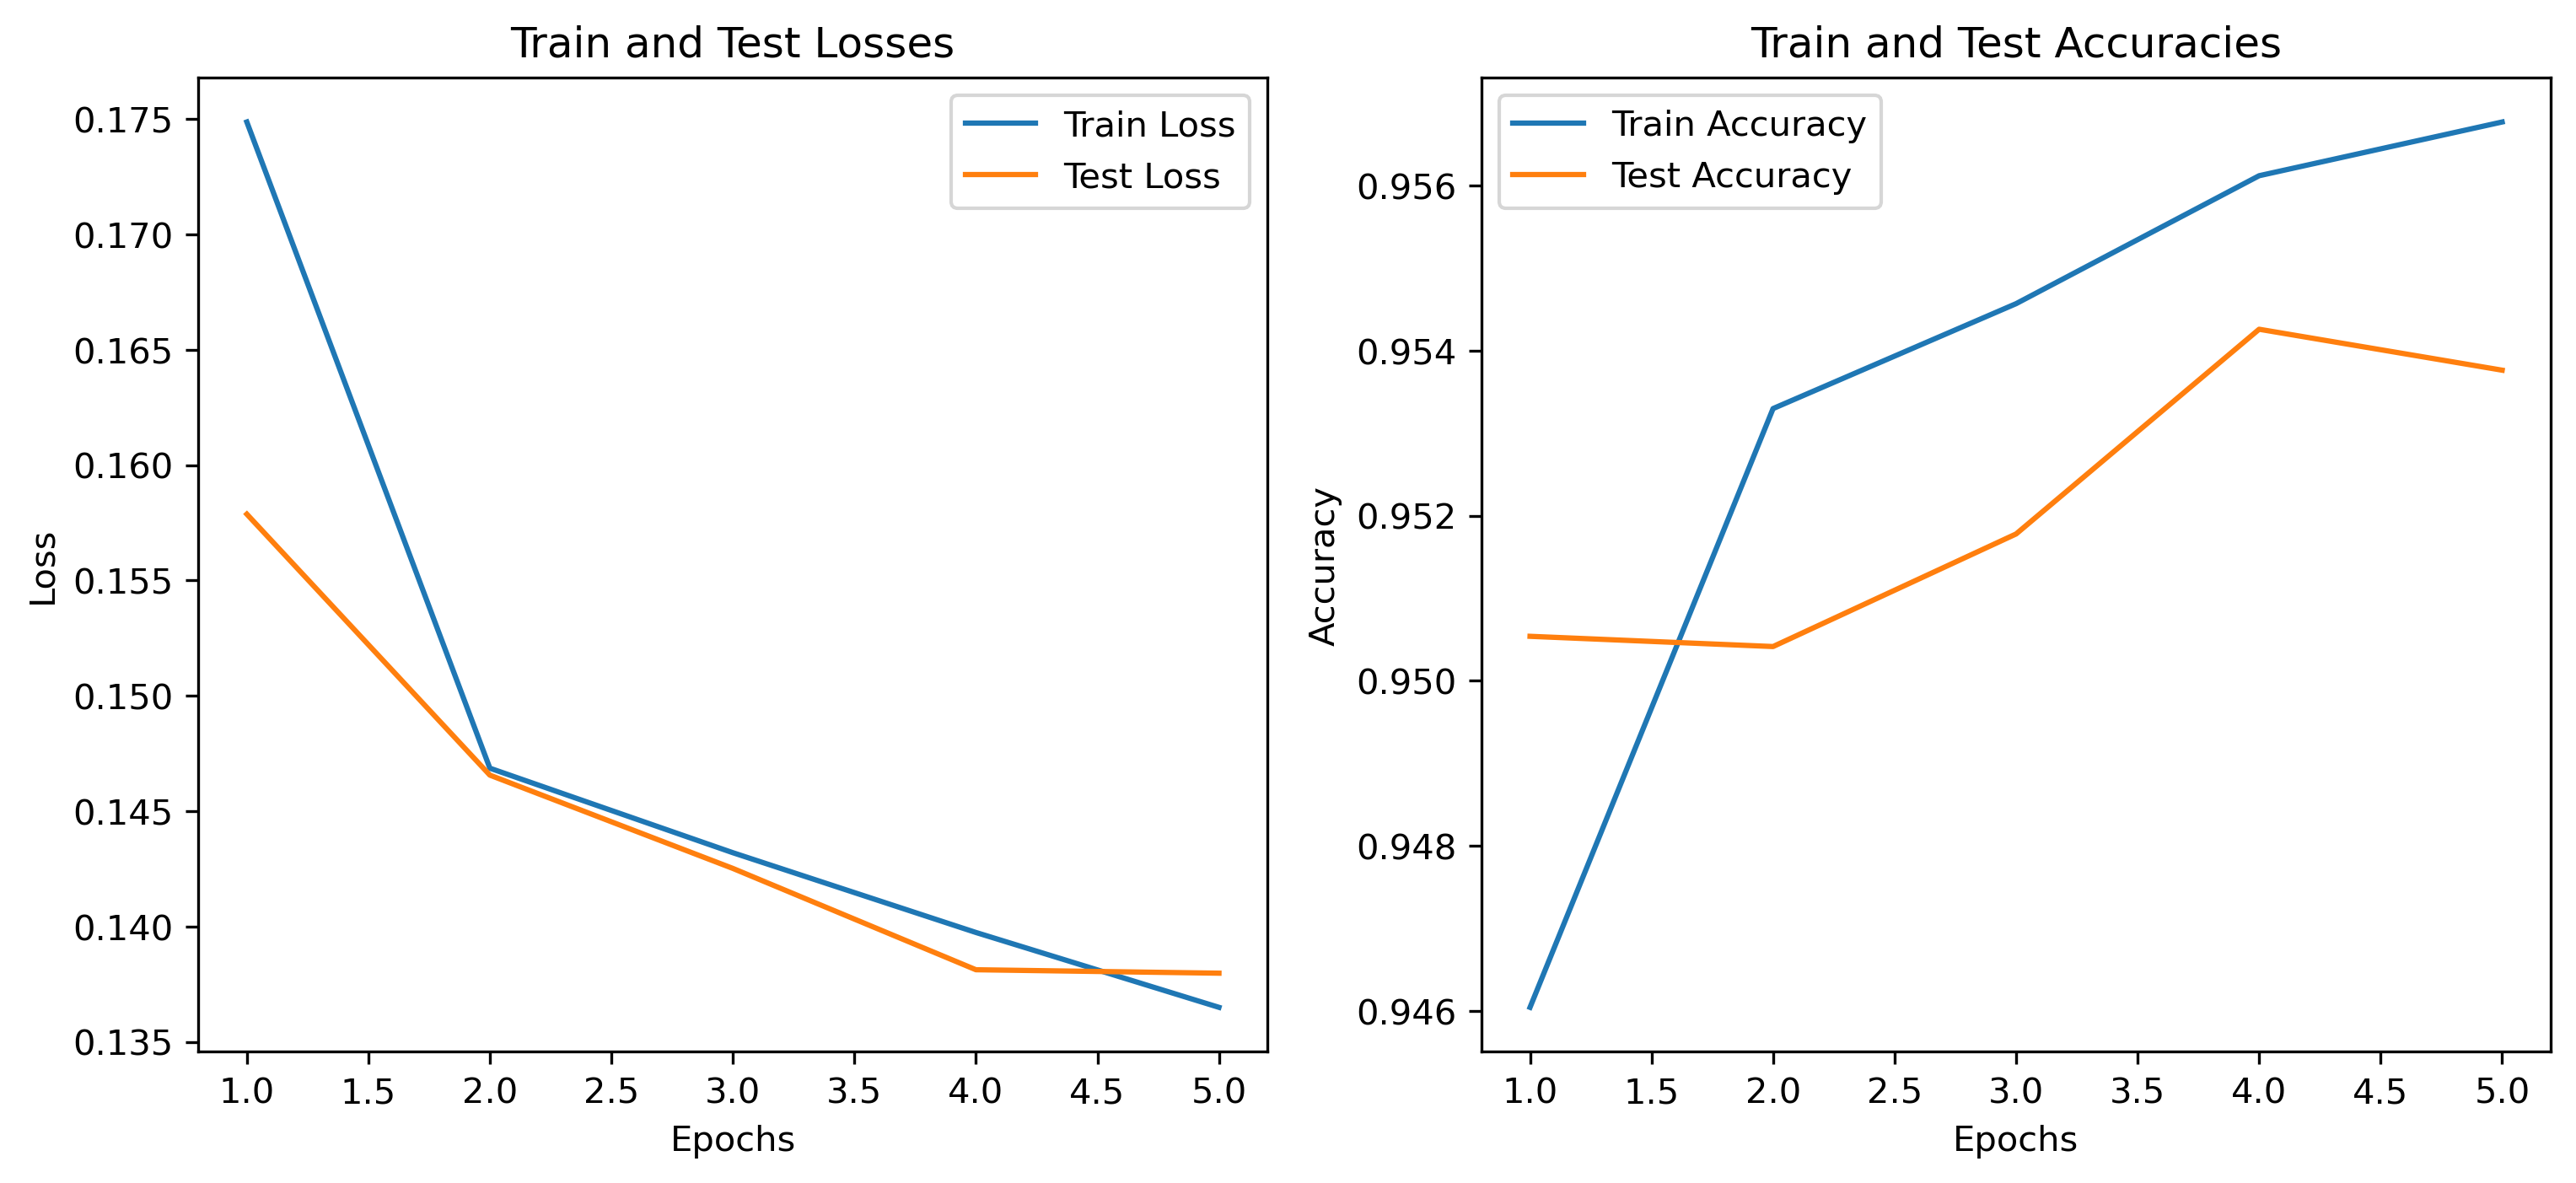 Train and Test Losses
Train Loss
Test Loss
0.175
0.170
0.165
0.160
0.155
0.150
0.145
0.140
0.135
Loss
1.0 1.5 2.0 2.5 3.0 3.5 4.0 4.5 5.0
Epochs
Train and Test Accuracies
Train Accuracy
Test Accuracy
0.956
0.954
0.952
0.950
0.948
0.946
Accuracy
1.0 1.5 2.0 2.5 3.0 3.5 4.0 4.5 5.0
Epochs